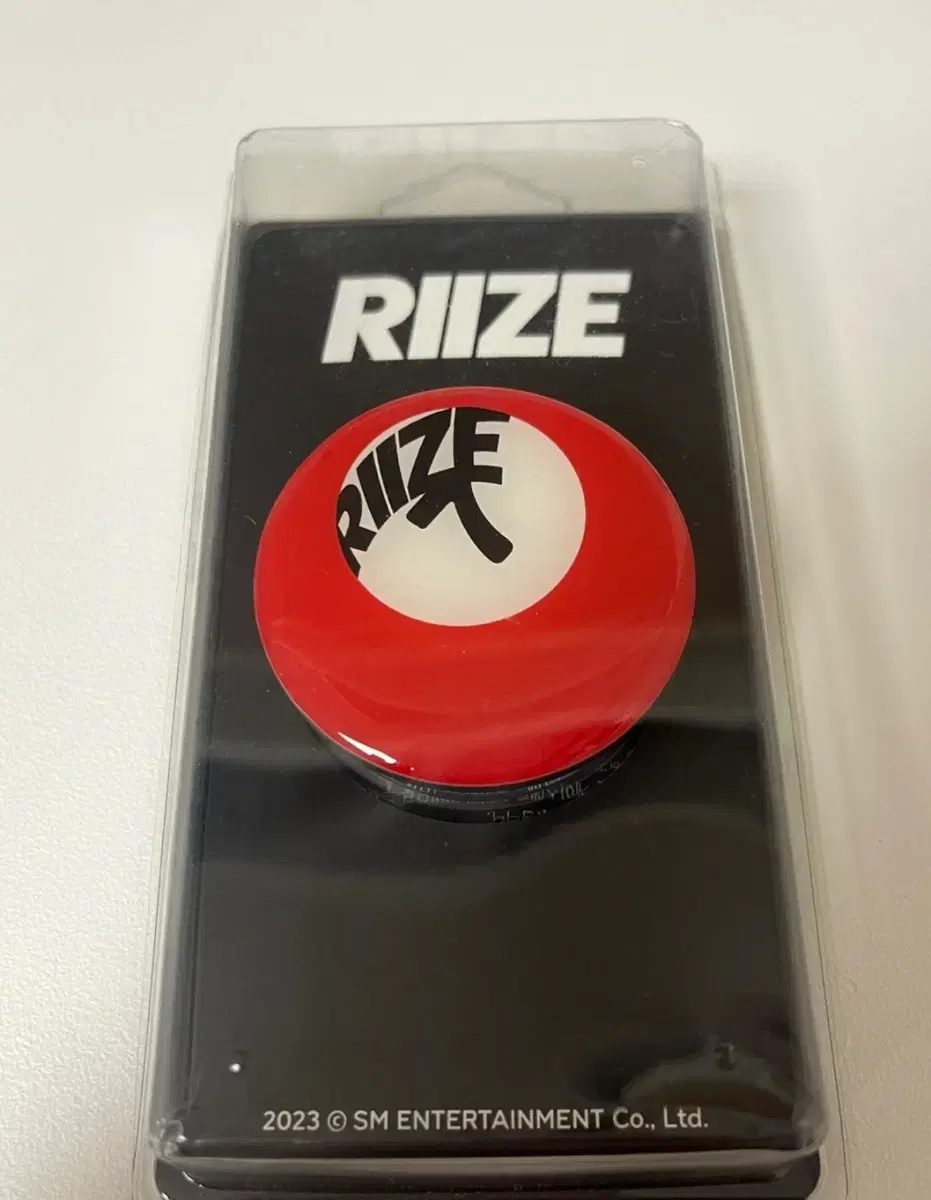 RIIZE
RIIZE
2023 © SM ENTERTAINMENT Co., Ltd.